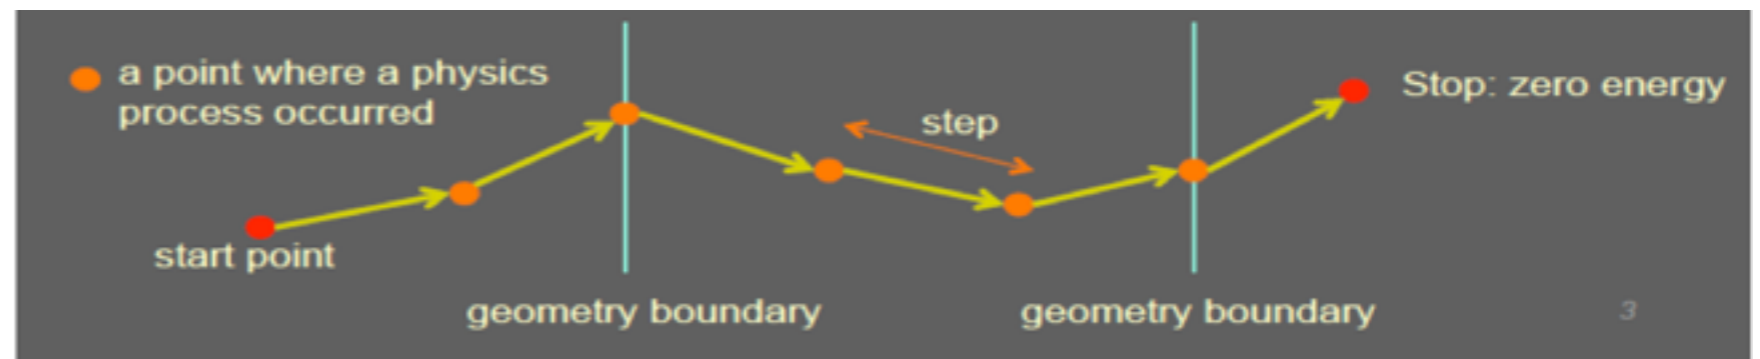 a point where a physics
process occurred
Stop: zero energy
step
start point
geometry boundary
geometry boundary
3